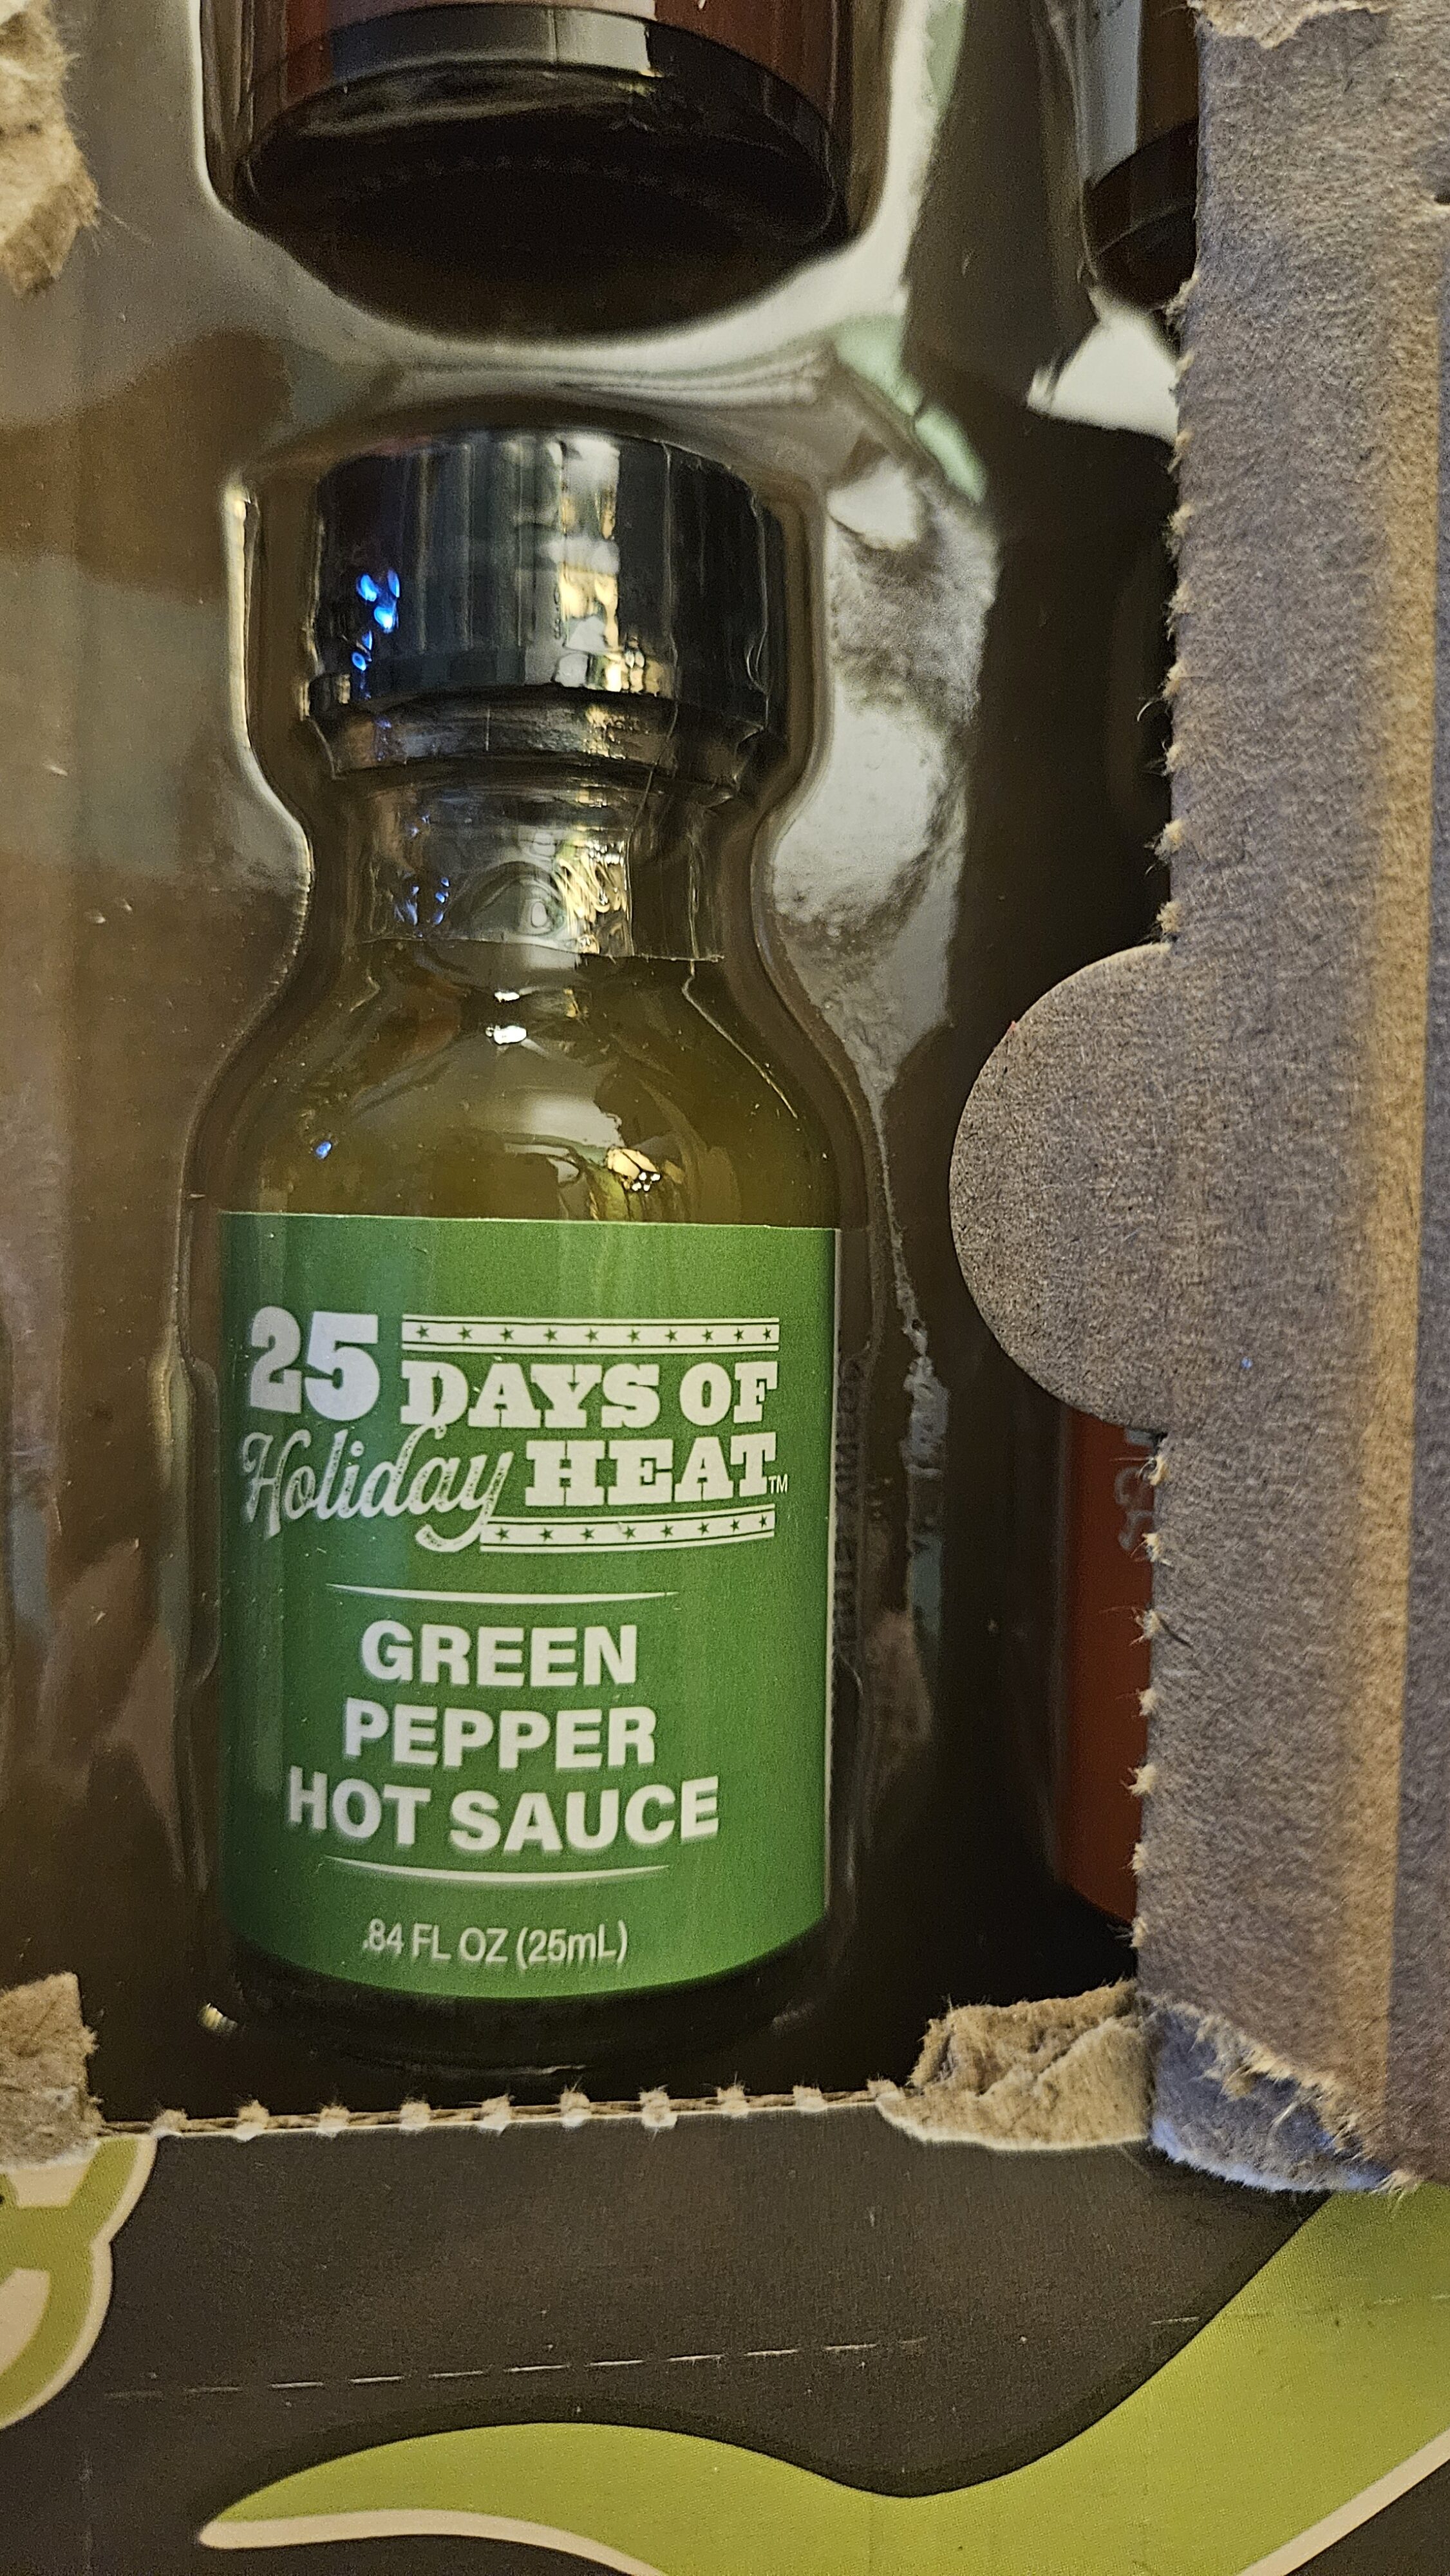 25 DAYS OF
Holiday HEAT™
GREEN
PEPPER
HOT SAUCE
.84 FL OZ (25mL)